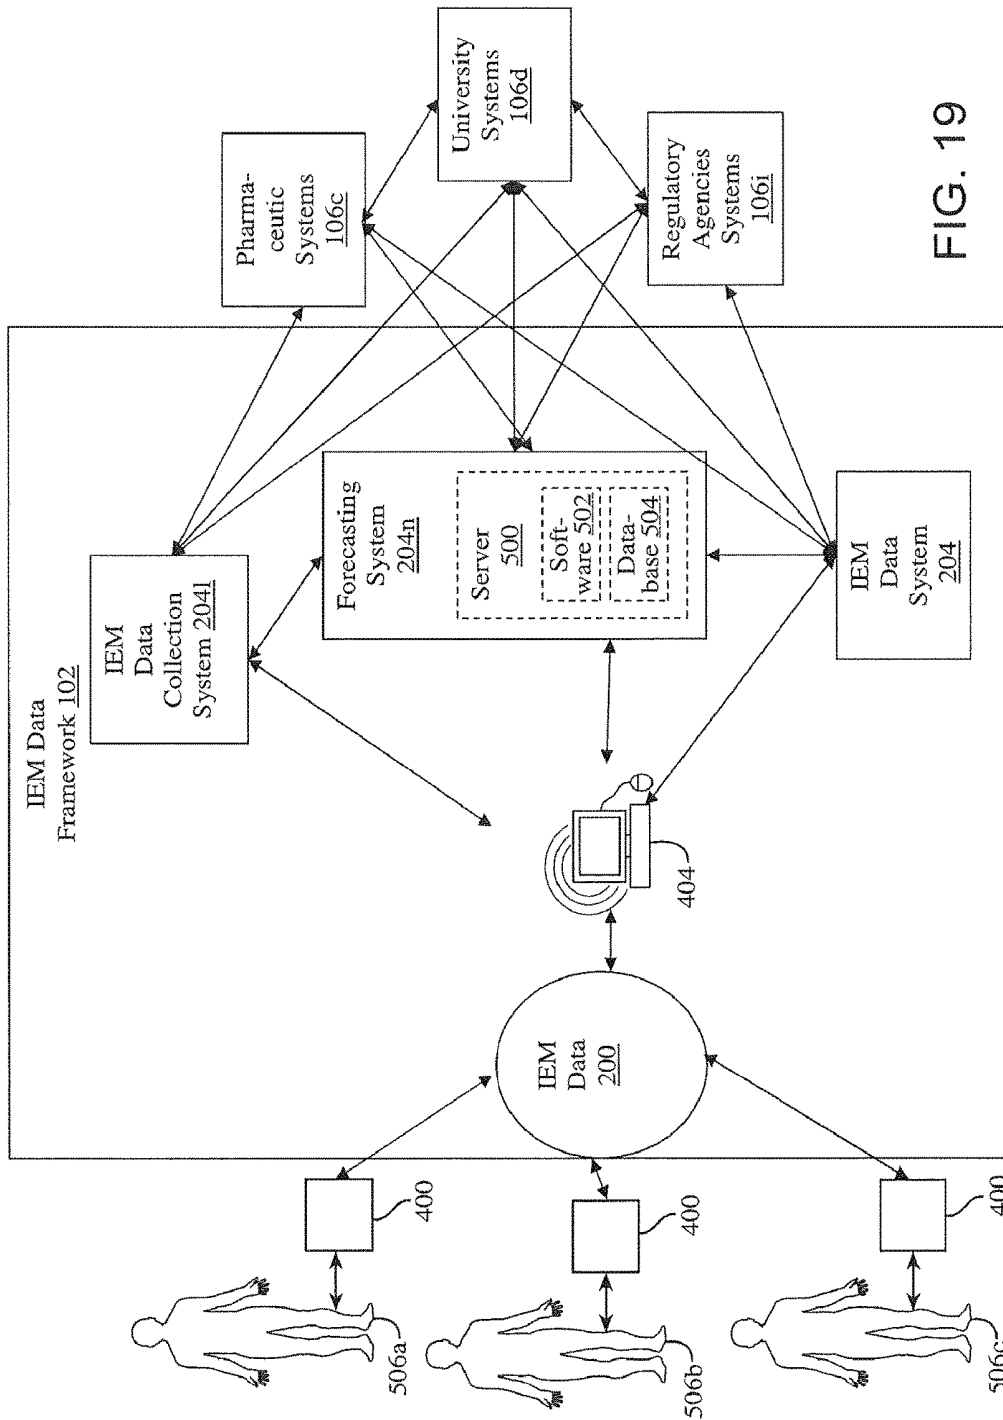 IEM Data
Framework 102
IEM
Data
Collection
System 204l
Pharma-
ceutic
Systems
106c
506a
400
Forecasting
System
204n
Server
500
Soft-
ware 502
Data-
base 504
University
Systems
106d
IEM
Data
200
404
506b
400
Regulatory
Agencies
Systems
106i
IEM
Data
System
204
506c
400
FIG. 19